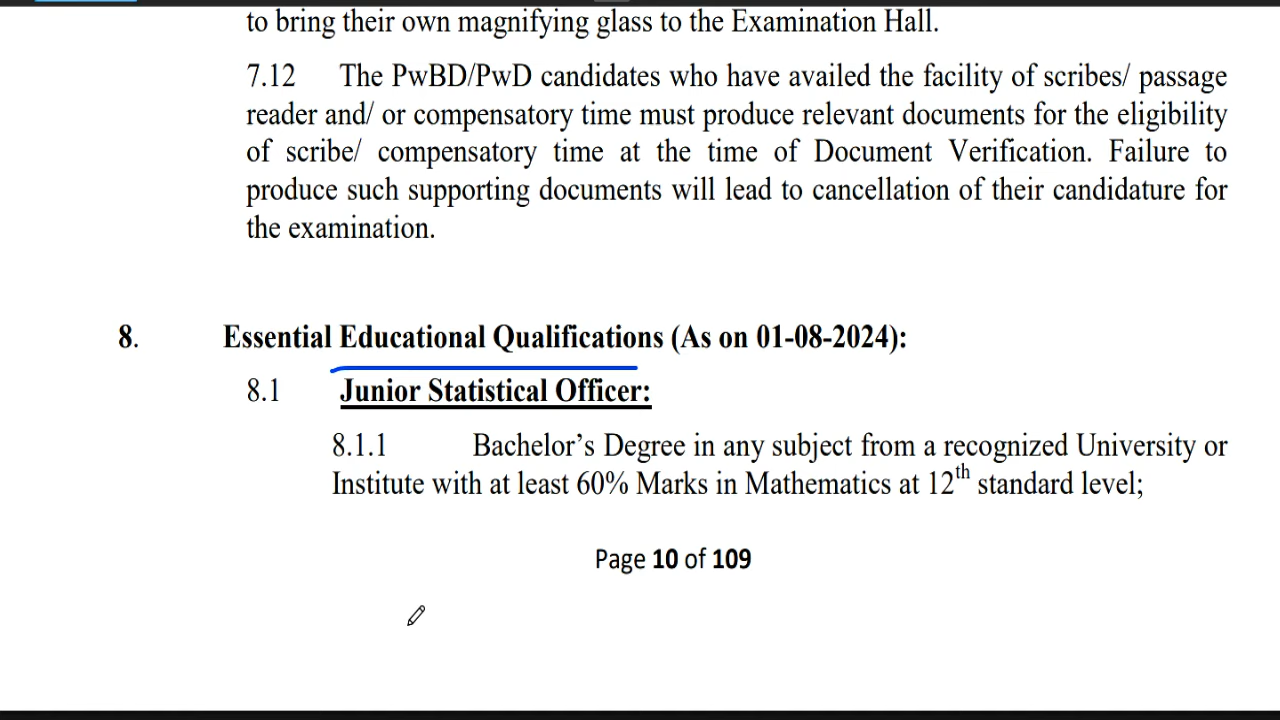 to bring their own magnifying glass to the Examination Hall.
7.12 The PwBD/PwD candidates who have availed the facility of scribes/ passage
reader and/ or compensatory time must produce relevant documents for the eligibility
of scribe/ compensatory time at the time of Document Verification. Failure to
produce such supporting documents will lead to cancellation of their candidature for
the examination.
8. Essential Educational Qualifications (As on 01-08-2024):
8.1 Junior Statistical Officer:
8.1.1 Bachelor’s Degree in any subject from a recognized University or
Institute with at least 60% Marks in Mathematics at 12th standard level;
Page 10 of 109